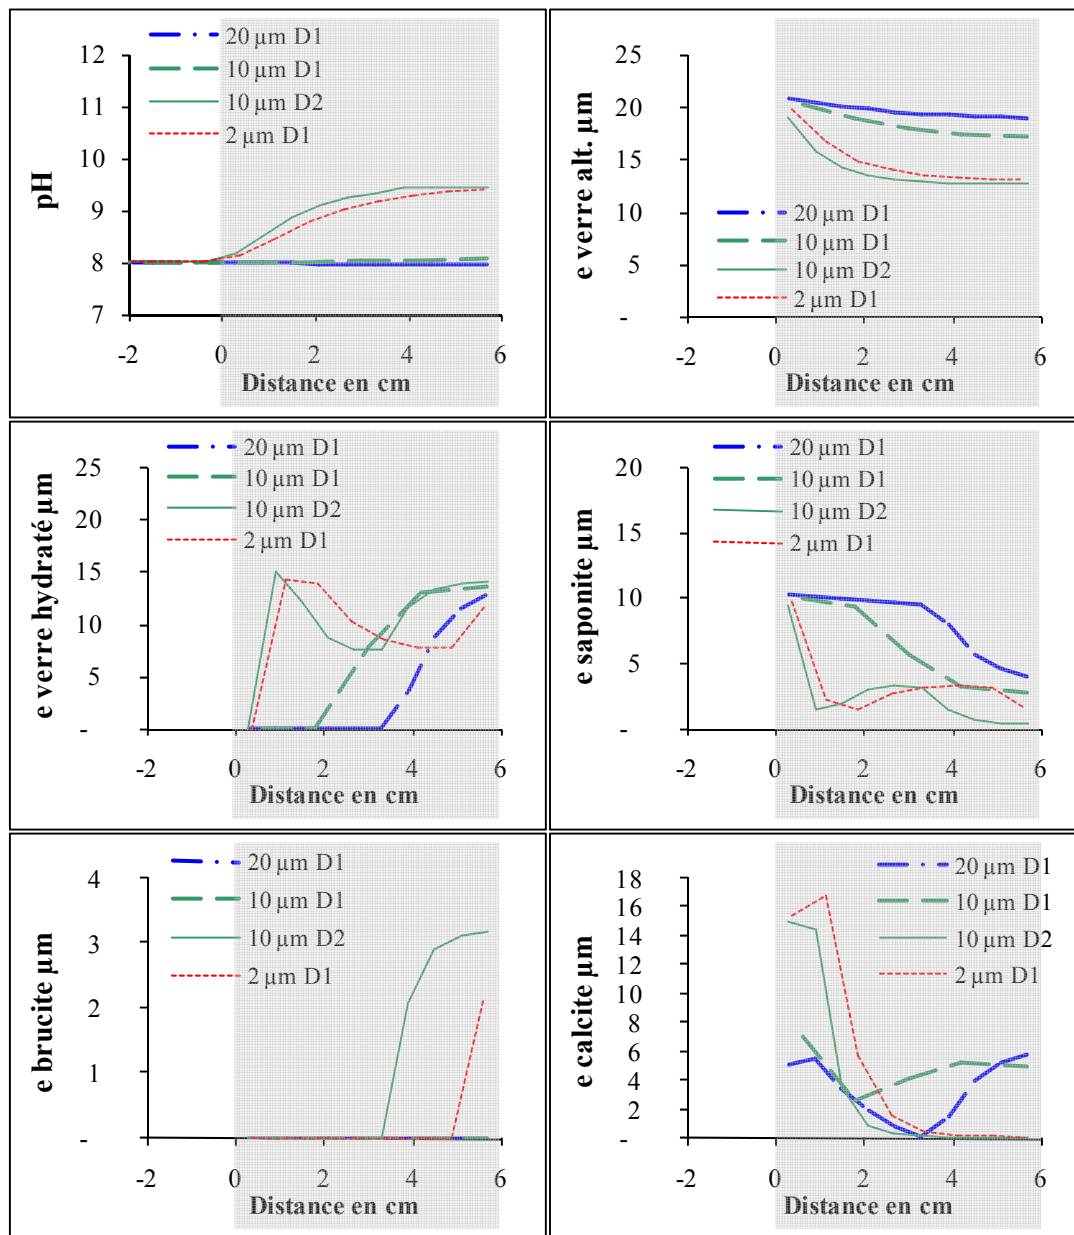 20 µm D1
10 µm D1
10 µm D2
2 µm D1
12
11
10
9
8
7
pH
-2 0 2 4 6
Distance en cm
25
20
15
10
5
-
e verre alt. µm
20 µm D1
10 µm D1
10 µm D2
2 µm D1
-2 0 2 4 6
Distance en cm
20 µm D1
10 µm D1
10 µm D2
2 µm D1
25
20
15
10
5
-
e verre hydraté µm
-2 0 2 4 6
Distance en cm
20 µm D1
10 µm D1
10 µm D2
2 µm D1
20
15
10
5
-
e saponite µm
-2 0 2 4 6
Distance en cm
20 µm D1
10 µm D1
10 µm D2
2 µm D1
4
3
2
1
-
e brucite µm
-2 0 2 4 6
Distance en cm
20 µm D1
10 µm D1
10 µm D2
2 µm D1
18
16
14
12
10
8
6
4
2
-
e calcite µm
-2 0 2 4 6
Distance en cm